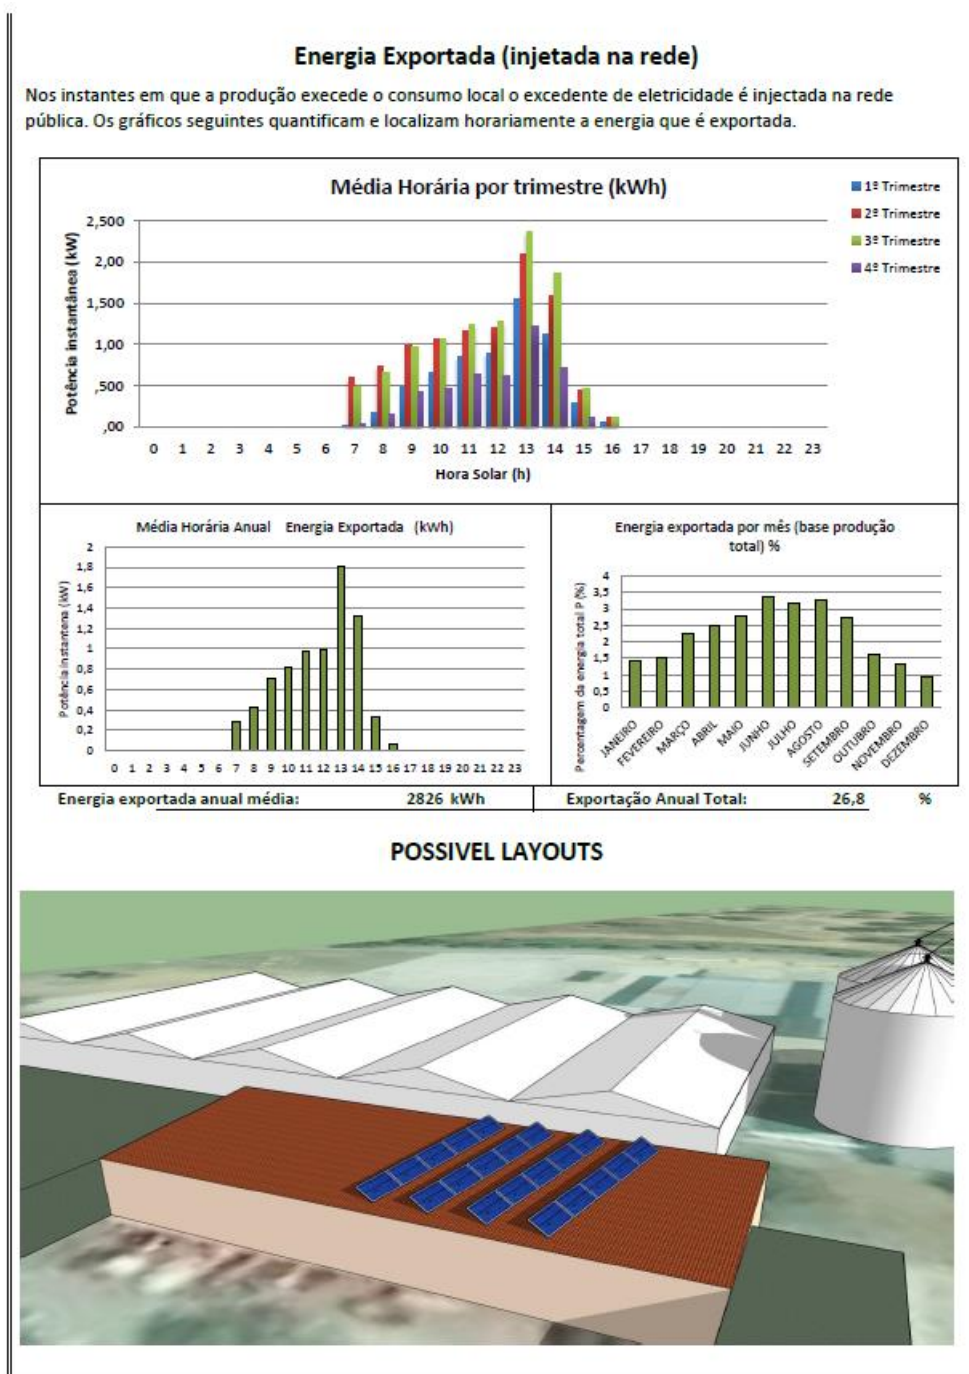 Energia Exportada (injetada na rede)
Nos instantes em que a produção execede o consumo local o excedente de eletricidade é injectada na rede
pública. Os gráficos seguintes quantificam e localizam horariamente a energia que é exportada.
Média Horária por trimestre (kWh)
1º Trimestre
2º Trimestre
3º Trimestre
4º Trimestre
Potência instantânea (kW)
2,500
2,00
1,500
1,00
,500
,00
0 1 2 3 4 5 6 7 8 9 10 11 12 13 14 15 16 17 18 19 20 21 22 23
Hora Solar (h)
Média Horária Anual Energia Exportada (kWh)
Potência instantena (kW)
2
1,8
1,6
1,4
1,2
1
0,8
0,6
0,4
0,2
0
0 1 2 3 4 5 6 7 8 9 10 11 12 13 14 15 16 17 18 19 20 21 22 23
Energia exportada por mês (base produção
total) %
Percentagem da energia total P (%)
4
3,5
3
2,5
2
1,5
1
0,5
0
JANEIRO
FEVEREIRO
MARÇO
ABRIL
MAIO
JUNHO
JULHO
AGOSTO
SETEMBRO
OUTUBRO
NOVEMBRO
DEZEMBRO
Energia exportada anual média: 2826 kWh
Exportação Anual Total: 26,8 %
POSSIVEL LAYOUTS